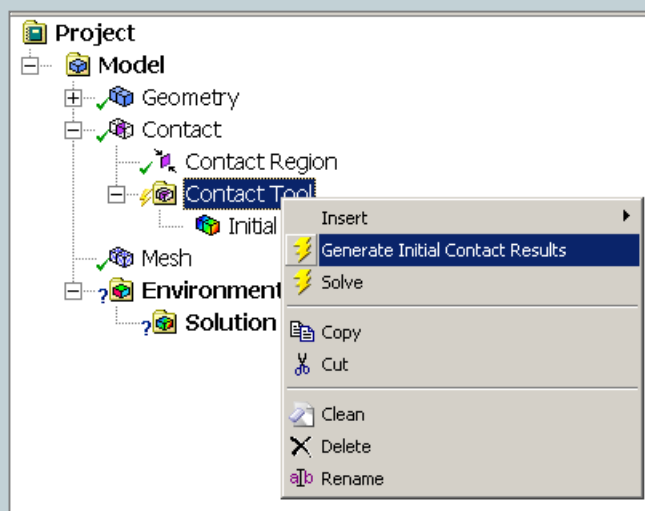 Project
Model
Geometry
Contact
Contact Region
Contact Tool
Initial
Mesh
Environment
Solution
Insert
Generate Initial Contact Results
Solve
Copy
Cut
Clean
Delete
Rename